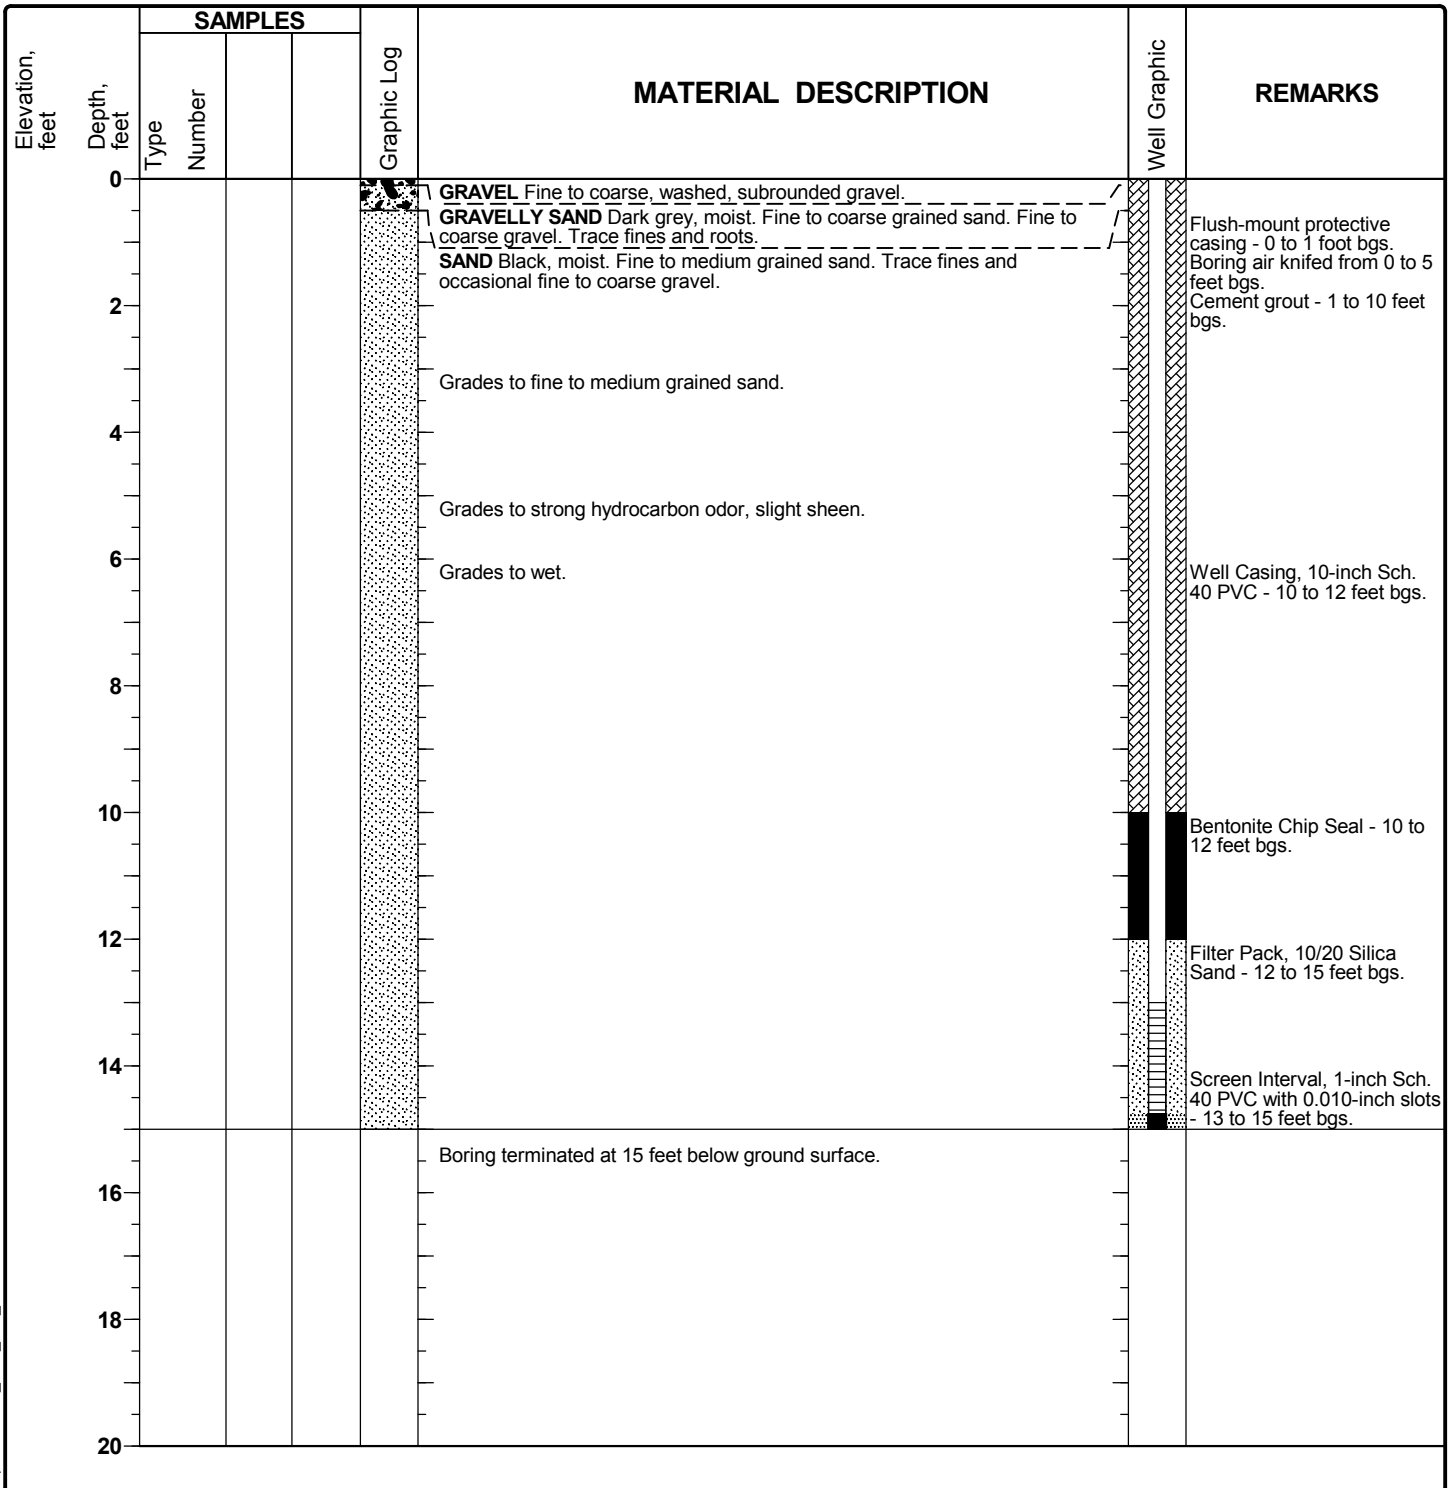 Elevation,
feet
Depth,
feet
SAMPLES
Type
Number
Graphic Log
MATERIAL DESCRIPTION
Well Graphic
REMARKS
0
GRAVEL Fine to coarse, washed, subrounded gravel.
GRAVELLY SAND Dark grey, moist. Fine to coarse grained sand. Fine to
coarse gravel. Trace fines and roots.
SAND Black, moist. Fine to medium grained sand. Trace fines and
occasional fine to coarse gravel.
Flush-mount protective
casing - 0 to 1 foot bgs.
Boring air knifed from 0 to 5
feet bgs.
Cement grout - 1 to 10 feet
bgs.
2
Grades to fine to medium grained sand.
4
Grades to strong hydrocarbon odor, slight sheen.
6
Grades to wet.
Well Casing, 10-inch Sch.
40 PVC - 10 to 12 feet bgs.
8
10
Bentonite Chip Seal - 10 to
12 feet bgs.
12
Filter Pack, 10/20 Silica
Sand - 12 to 15 feet bgs.
14
Screen Interval, 1-inch Sch.
40 PVC with 0.010-inch slots
- 13 to 15 feet bgs.
Boring terminated at 15 feet below ground surface.
16
18
20